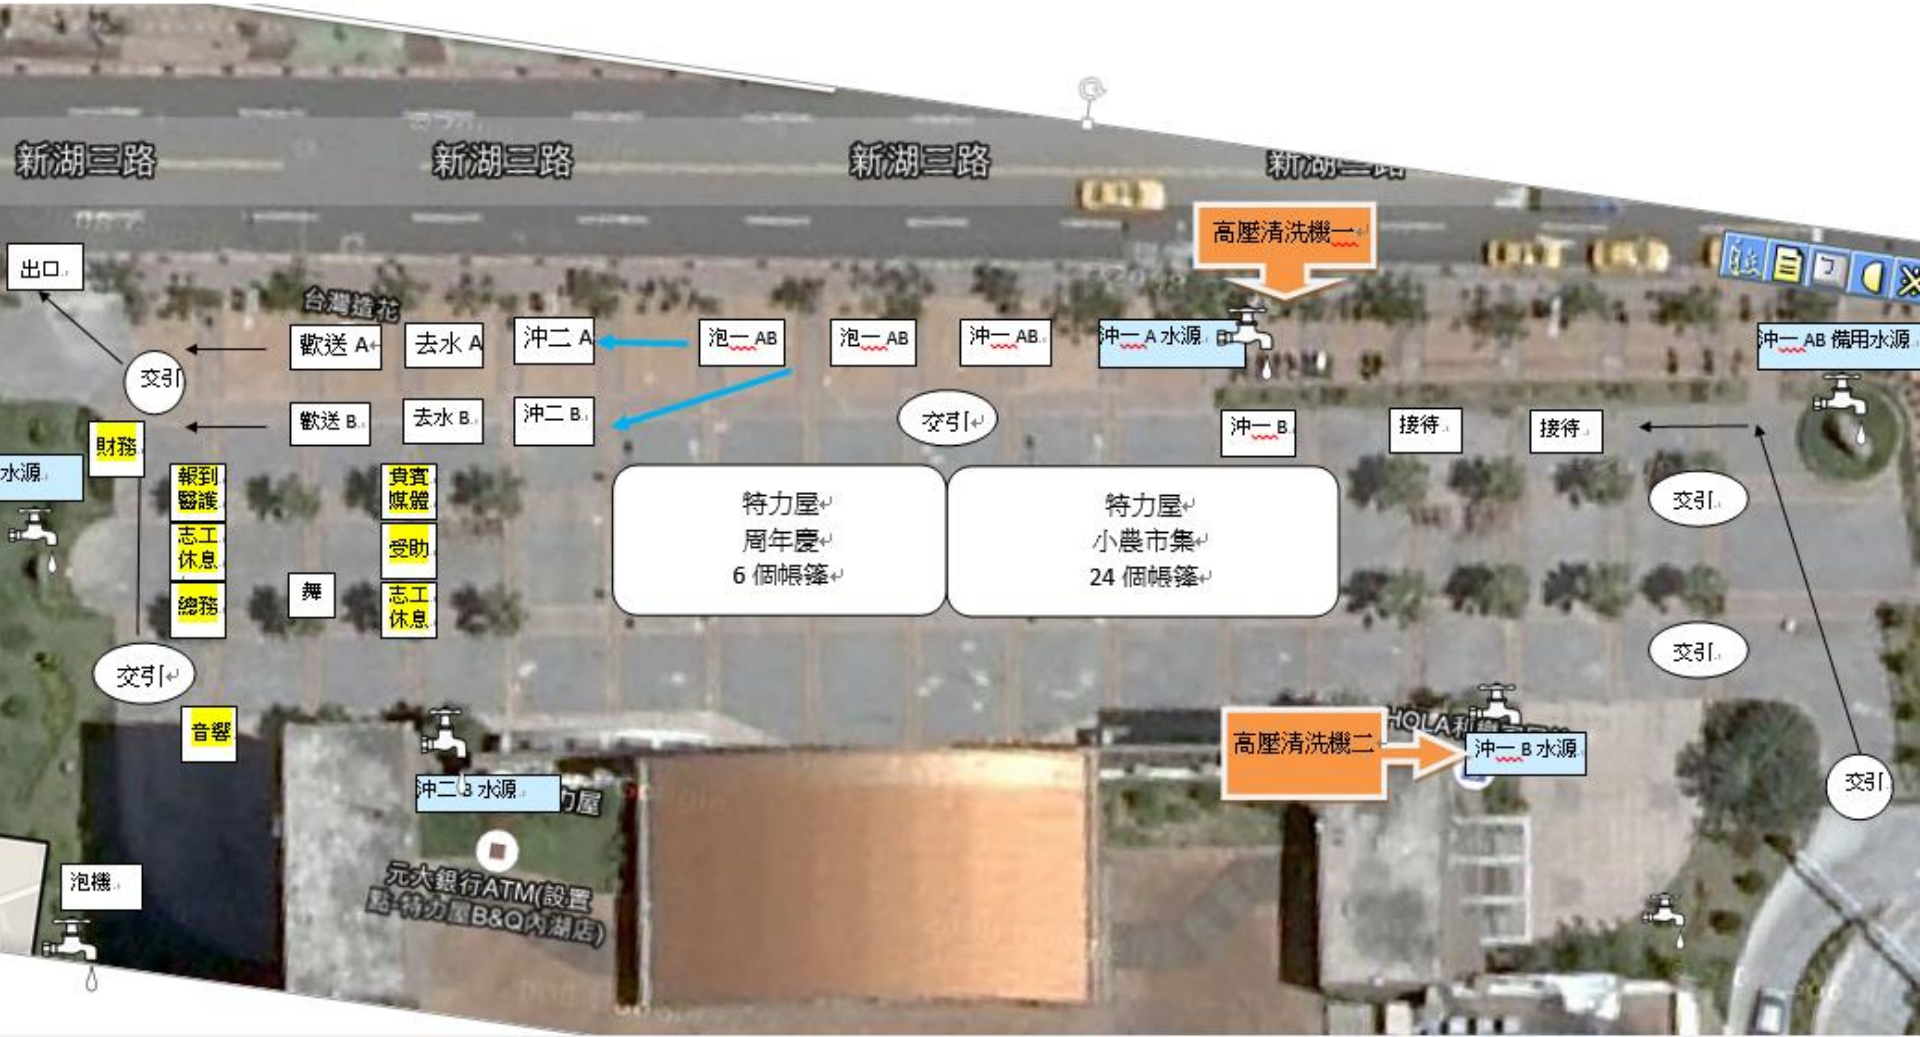 新湖三路
新湖三路
新湖三路
新湖三路
高壓清洗機一
出口
台灣造花
歡送 A
去水 A
沖二 A
泡一 AB
泡一 AB
沖一 AB
沖一 A 水源
沖一 AB 備用水源
交引
歡送 B
去水 B
沖二 B
交引
沖一 B
接待
接待
財務
水源
報到
醫護
貴賓
媒體
志工
休息
受助
總務
舞
志工
休息
特力屋
周年慶
6 個帳篷
特力屋
小農市集
24 個帳篷
交引
交引
交引
音響
高壓清洗機二
沖一 B 水源
交引
沖二 B 水源
力屋
元大銀行ATM(設置
點-特力屋B&Q內湖店)
泡機